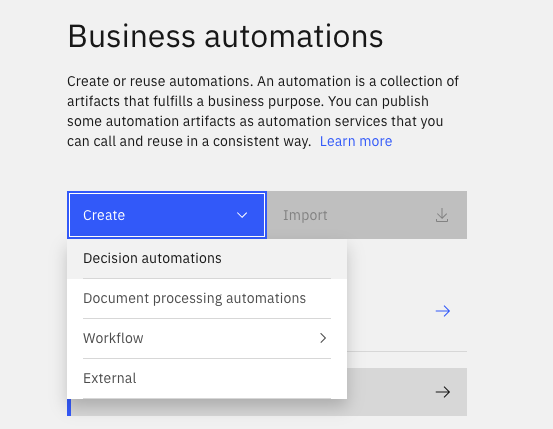 Business automations
Create or reuse automations. An automation is a collection of
artifacts that fulfills a business purpose. You can publish
some automation artifacts as automation services that you
can call and reuse in a consistent way. Learn more
Create
Import
Decision automations
Document processing automations
Workflow
External